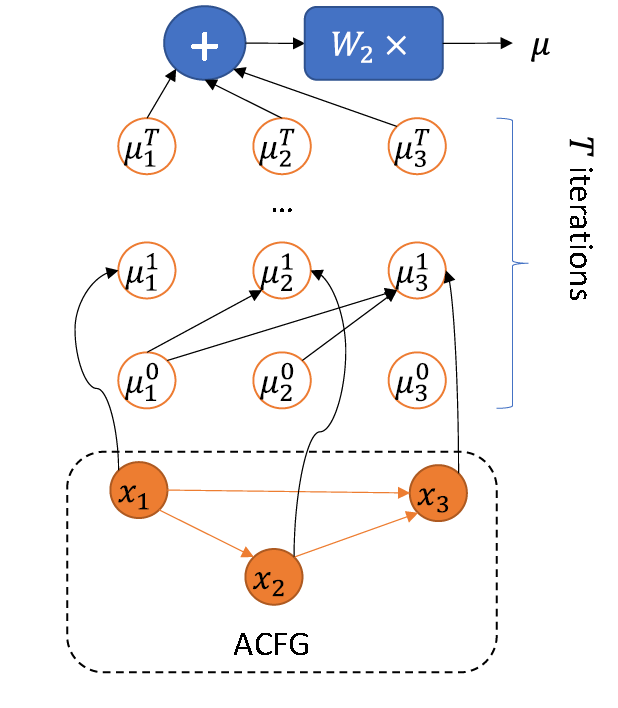 + W₂ × μ
μ₁ᵀ μ₂ᵀ μ₃ᵀ
...
μ₁¹ μ₂¹ μ₃¹
μ₁⁰ μ₂⁰ μ₃⁰
T iterations
x₁ x₃
x₂
ACFG